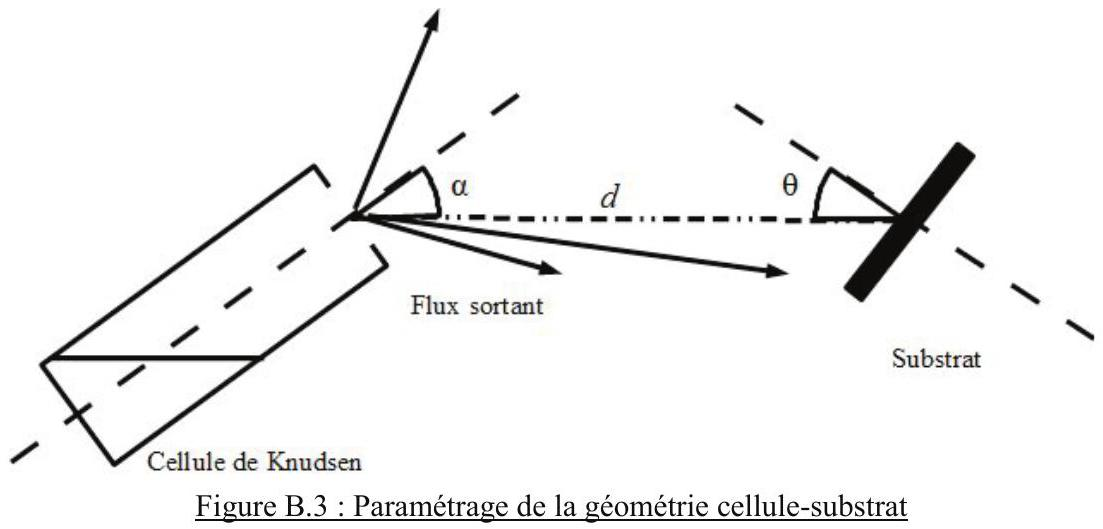 α
θ
d
Flux sortant
Substrat
Cellule de Knudsen
Figure B.3 : Paramétrage de la géométrie cellule-substrat